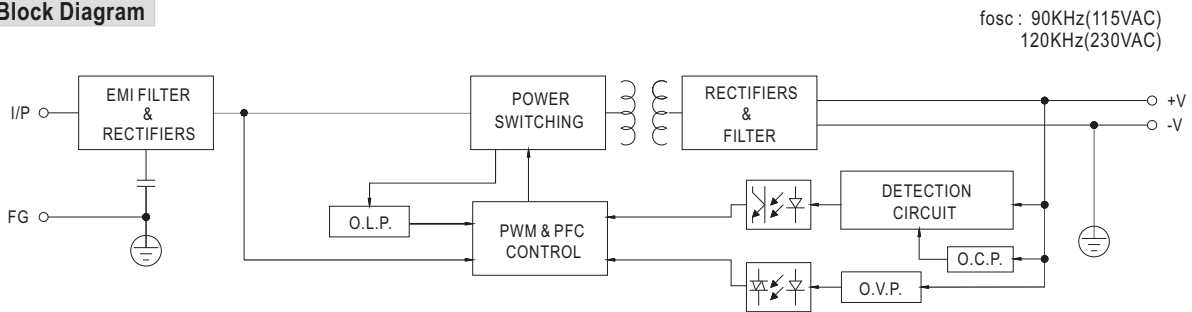 Block Diagram
fosc : 90KHz(115VAC)
120KHz(230VAC)
I/P
EMI FILTER
&
RECTIFIERS
POWER
SWITCHING
RECTIFIERS
&
FILTER
+V
-V
FG
O.L.P.
PWM & PFC
CONTROL
DETECTION
CIRCUIT
O.C.P.
O.V.P.